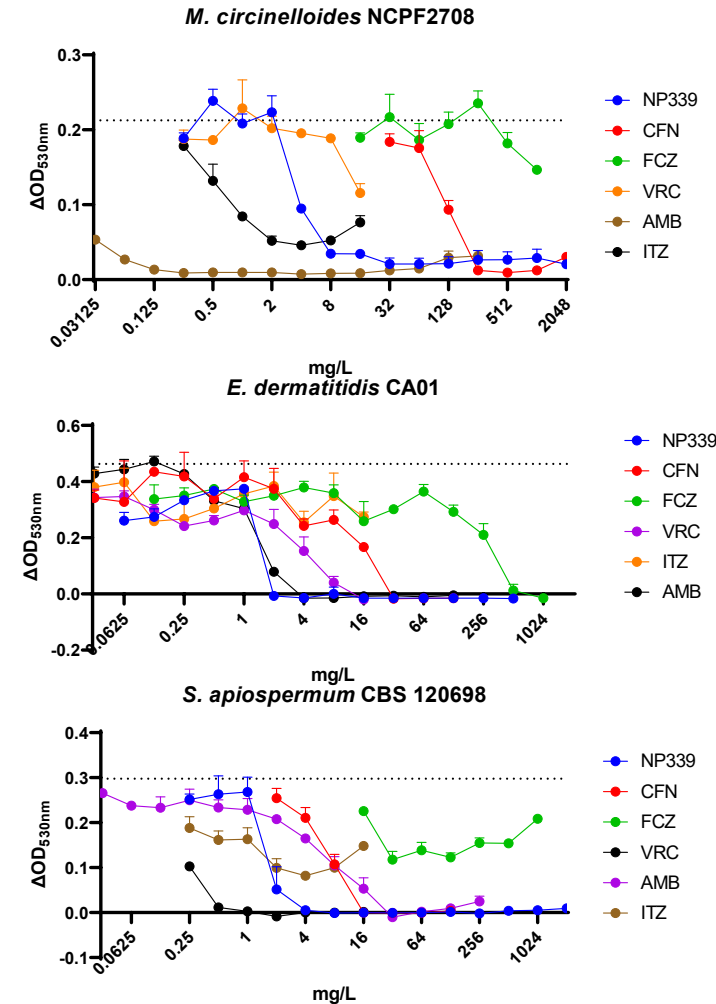 M. circinelloides NCPF2708
ΔOD530nm
0.3
0.2
0.1
0.0
0.03125
0.125
0.5
2
8
32
128
512
2048
mg/L
NP339
CFN
FCZ
VRC
AMB
ITZ
E. dermatitidis CA01
ΔOD530nm
0.6
0.4
0.2
0.0
-0.2
0.0625
0.25
1
4
16
64
256
1024
mg/L
NP339
CFN
FCZ
VRC
ITZ
AMB
S. apiospermum CBS 120698
ΔOD530nm
0.4
0.3
0.2
0.1
0.0
-0.1
0.0625
0.25
1
4
16
64
256
1024
mg/L
NP339
CFN
FCZ
VRC
AMB
ITZ